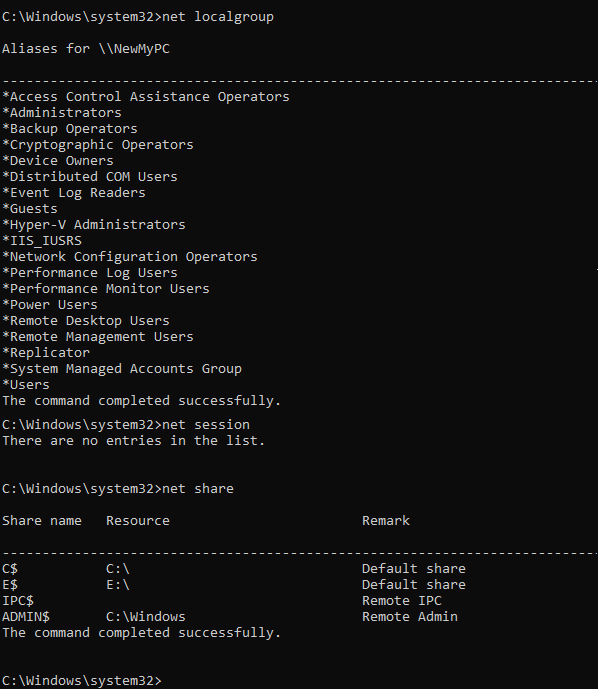 C:\Windows\system32>net localgroup
Aliases for \\NewMyPC
-------------------------------------------------------------------------------
*Access Control Assistance Operators
*Administrators
*Backup Operators
*Cryptographic Operators
*Device Owners
*Distributed COM Users
*Event Log Readers
*Guests
*Hyper-V Administrators
*IIS_IUSRS
*Network Configuration Operators
*Performance Log Users
*Performance Monitor Users
*Power Users
*Remote Desktop Users
*Remote Management Users
*Replicator
*System Managed Accounts Group
*Users
The command completed successfully.
C:\Windows\system32>net session
There are no entries in the list.
C:\Windows\system32>net share
Share name   Resource                        Remark
-------------------------------------------------------------------------------
C$           C:\                             Default share
E$           E:\                             Default share
IPC$                                         Remote IPC
ADMIN$       C:\Windows                      Remote Admin
The command completed successfully.
C:\Windows\system32>